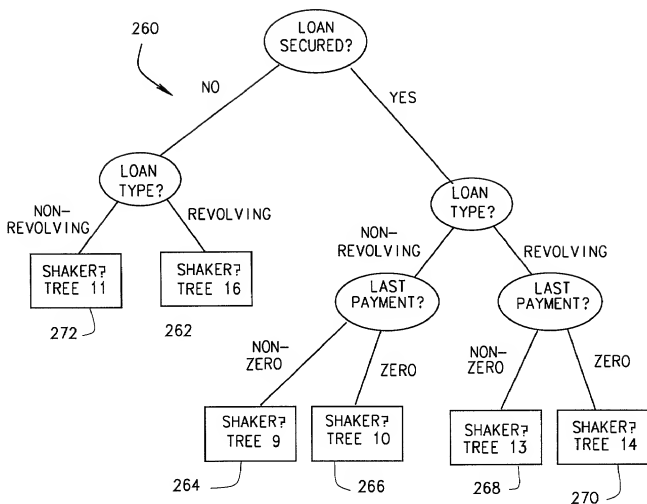 260
LOAN
SECURED?
NO
YES
LOAN
TYPE?
LOAN
TYPE?
NON-
REVOLVING
REVOLVING
NON-
REVOLVING
REVOLVING
SHAKER?
TREE 11
SHAKER?
TREE 16
LAST
PAYMENT?
LAST
PAYMENT?
272
262
NON-
ZERO
ZERO
NON-
ZERO
ZERO
SHAKER?
TREE 9
SHAKER?
TREE 10
SHAKER?
TREE 13
SHAKER?
TREE 14
264
266
268
270